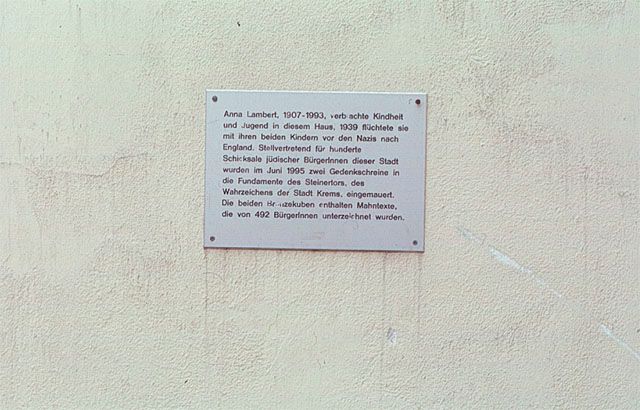 Anna Lambert, 1907-1993, verbrachte Kindheit
und Jugend in diesem Haus. 1939 flüchtete sie
mit ihren beiden Kindern vor den Nazis nach
England. Stellvertretend für hunderte
Schicksale jüdischer BürgerInnen dieser Stadt
wurden im Juni 1995 zwei Gedenkschreine in
die Fundamente des Steinertors, des
Wahrzeichens der Stadt Krems, eingemauert.
Die beiden Bronzekuben enthalten Mahntexte,
die von 492 BürgerInnen unterzeichnet wurden.